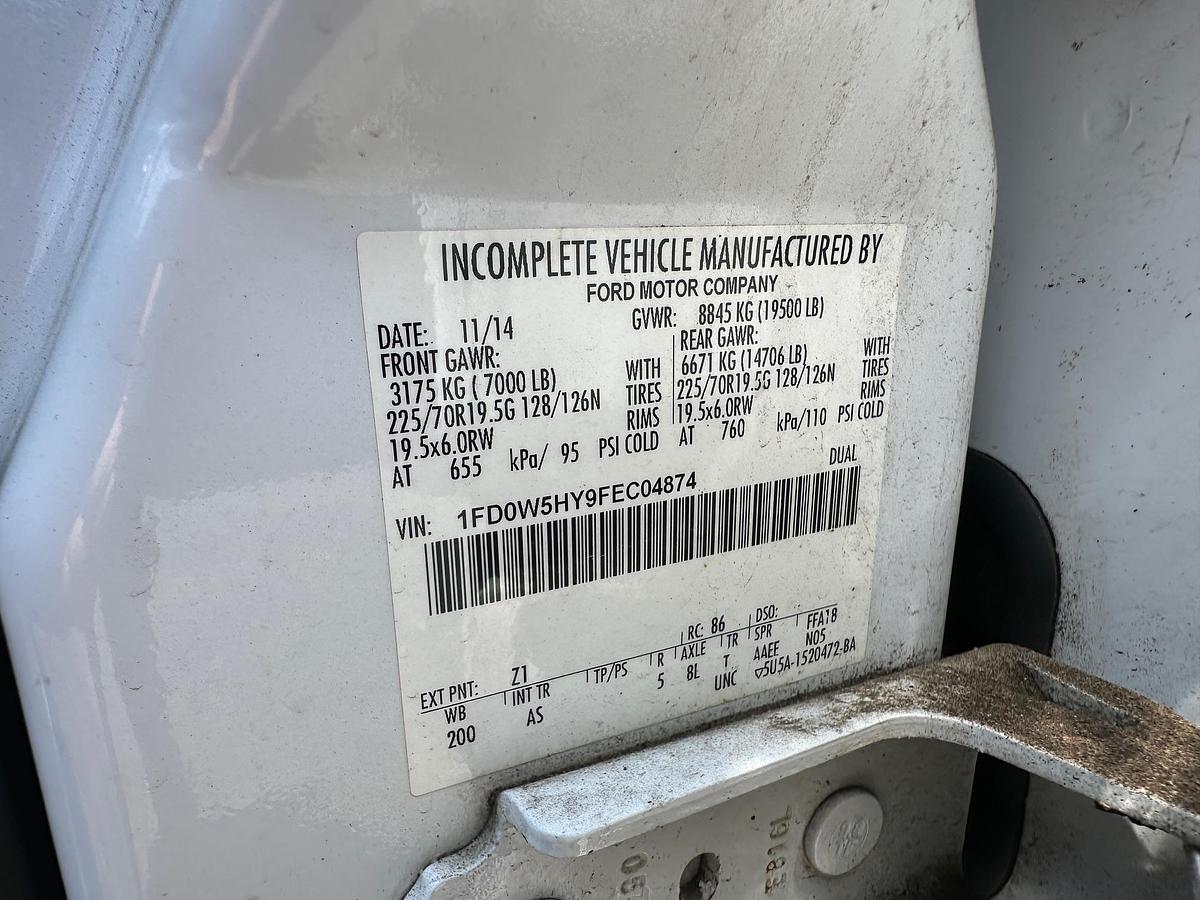 INCOMPLETE VEHICLE MANUFACTURED BY
FORD MOTOR COMPANY
DATE: 11/14 GVWR: 8845 KG (19500 LB)
FRONT GAWR: REAR GAWR:
3175 KG ( 7000 LB) WITH 6671 KG (14706 LB) WITH
225/70R19.5G 128/126N TIRES 225/70R19.5G 128/126N TIRES
19.5x6.0RW RIMS 19.5x6.0RW RIMS
AT 655 kPa/ 95 PSI COLD AT 760 kPa/110 PSI COLD
DUAL
VIN: 1FD0W5HY9FEC04874
EXT PNT: Z1 RC: 86 DSO: FFA18
WB INT TR TP/PS R AXLE TR SPR N05
200 AS 5 8L T AAEE
UNC ▽5U5A-1520472-BA